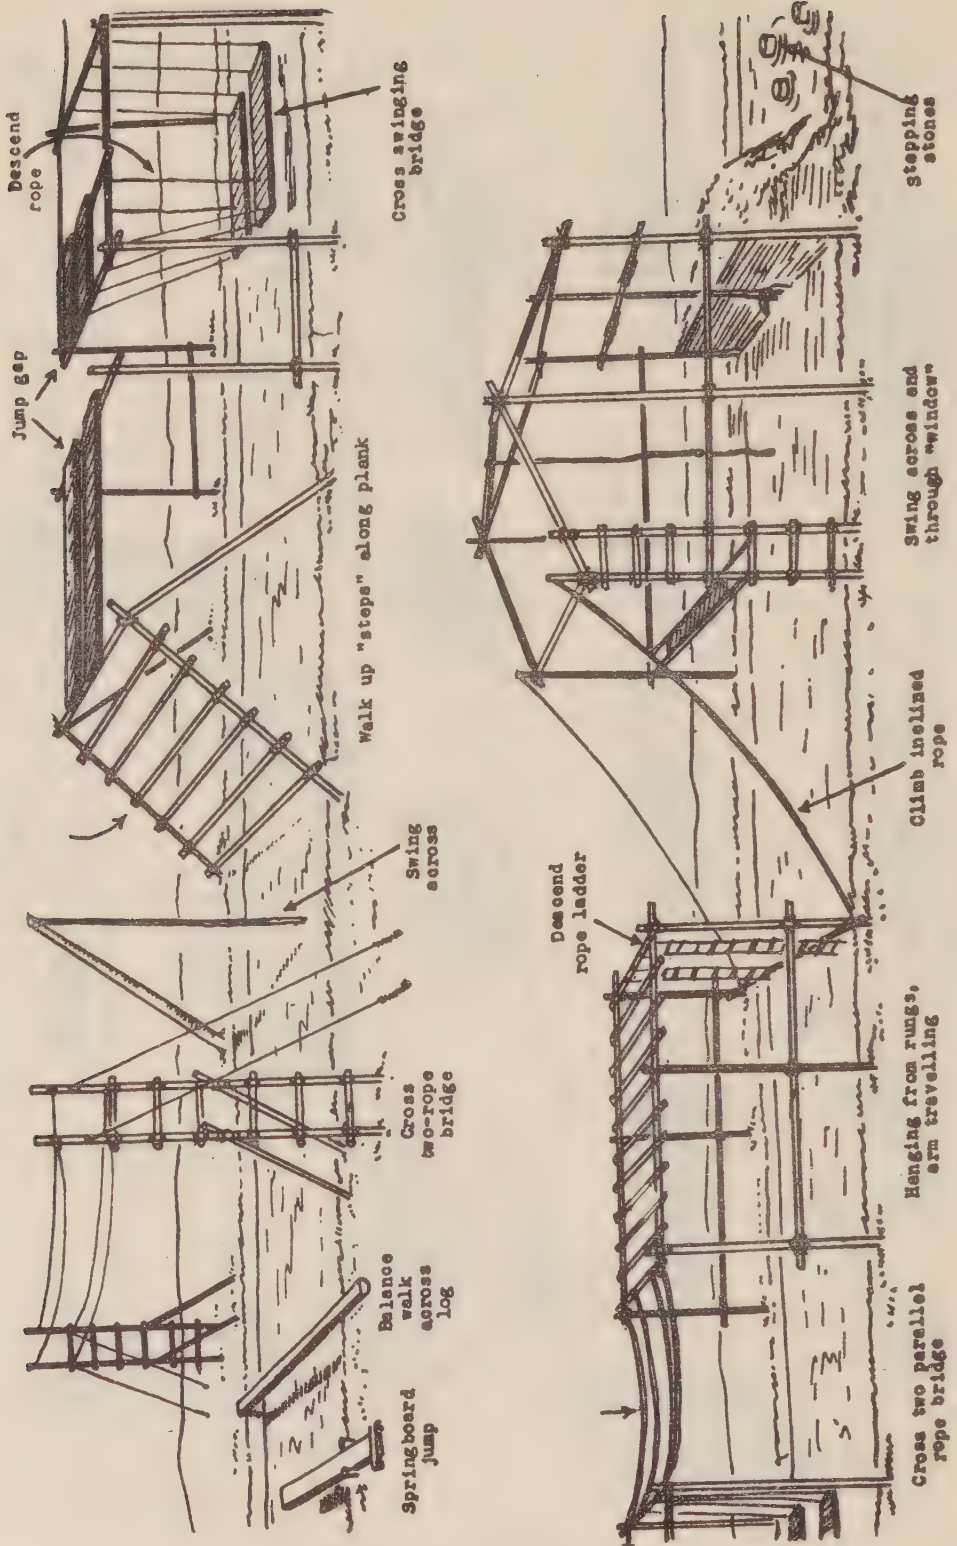 Springboard
jump
Balance
walk
across
log
Cross
two-rope
bridge
Swing
across
Walk up "steps" along plank
Jump gap
Descend
rope
Cross swinging
bridge
Cross two parallel
rope bridge
Hanging from rungs,
arm travelling
Descend
rope ladder
Climb inclined
rope
Swing across and
through "window"
Stepping
stones